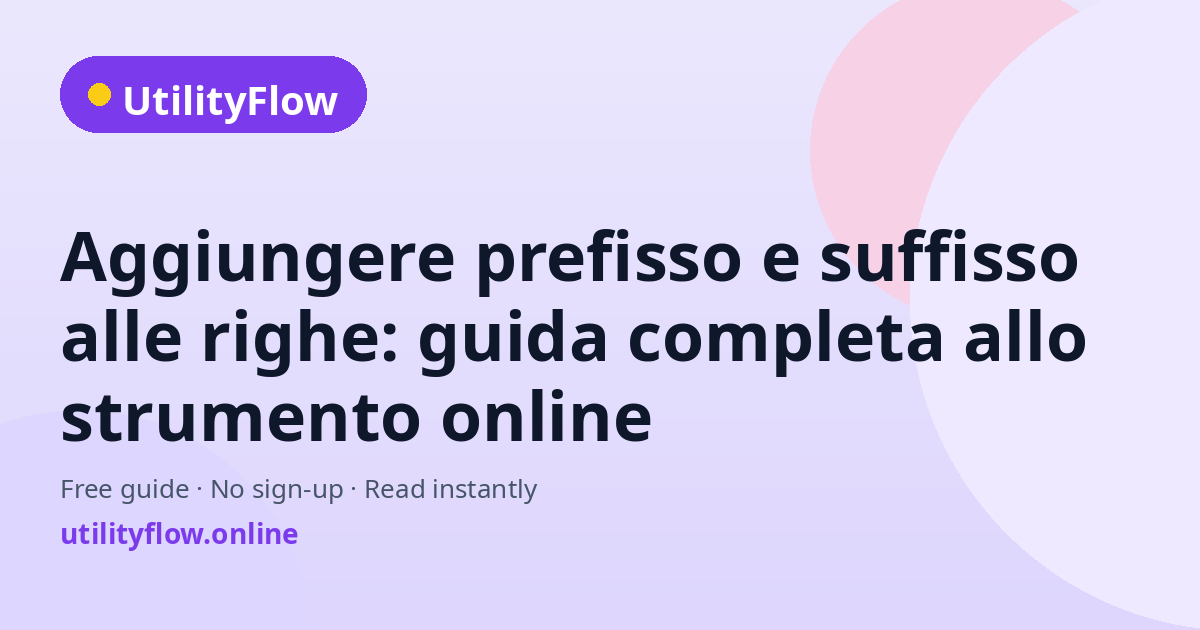 UtilityFlow
Aggiungere prefisso e suffisso
alle righe: guida completa allo
strumento online
Free guide · No sign-up · Read instantly
utilityflow.online